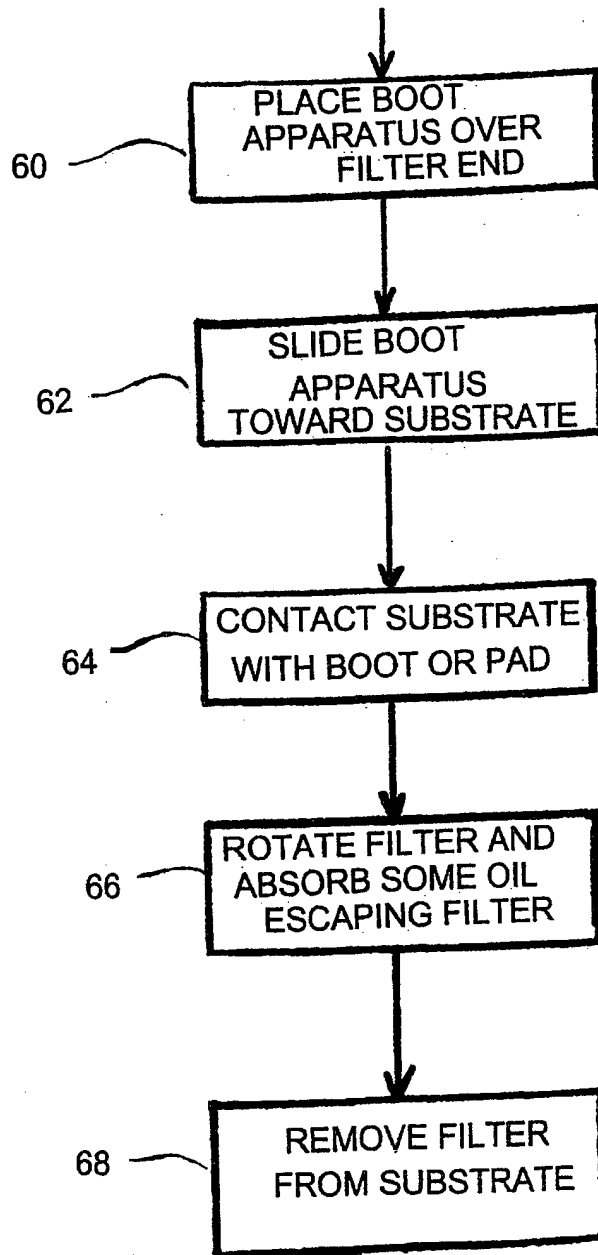 PLACE BOOT
APPARATUS OVER
FILTER END
60
SLIDE BOOT
APPARATUS
TOWARD SUBSTRATE
62
CONTACT SUBSTRATE
WITH BOOT OR PAD
64
ROTATE FILTER AND
ABSORB SOME OIL
ESCAPING FILTER
66
REMOVE FILTER
FROM SUBSTRATE
68